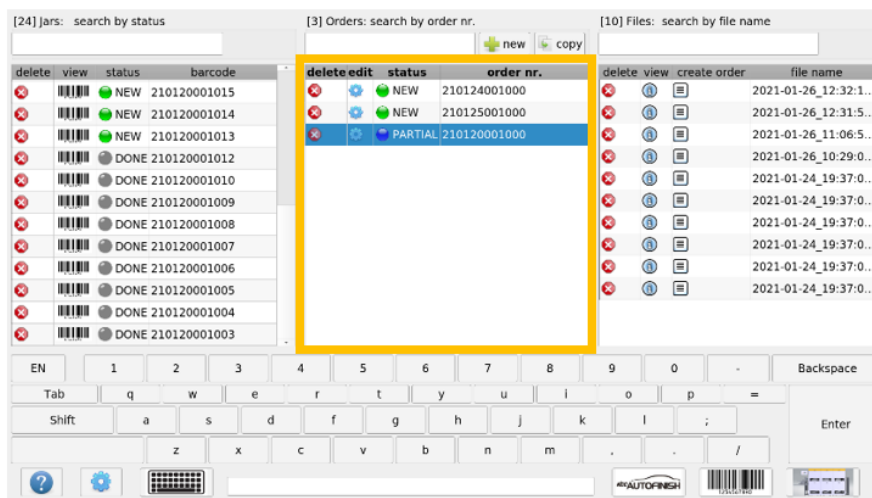 [24] Jars: search by status
[3] Orders: search by order nr.
[10] Files: search by file name
new
copy
delete view status barcode
NEW 210120001015
NEW 210120001014
NEW 210120001013
DONE 210120001012
DONE 210120001010
DONE 210120001009
DONE 210120001008
DONE 210120001007
DONE 210120001006
DONE 210120001005
DONE 210120001004
DONE 210120001003
delete edit status order nr.
NEW 210124001000
NEW 210125001000
PARTIAL 210120001000
delete view create order file name
2021-01-26_12:32:1..
2021-01-26_12:31:5..
2021-01-26_11:06:5..
2021-01-26_10:29:0..
2021-01-24_19:37:0..
2021-01-24_19:37:0..
2021-01-24_19:37:0..
2021-01-24_19:37:0..
2021-01-24_19:37:0..
2021-01-24_19:37:0..
EN 1 2 3 4 5 6 7 8 9 0 - Backspace
Tab q w e r t y u i o p =
Shift a s d f g h j k l ; Enter
z x c v b n m , . /
? AUTOFINISH